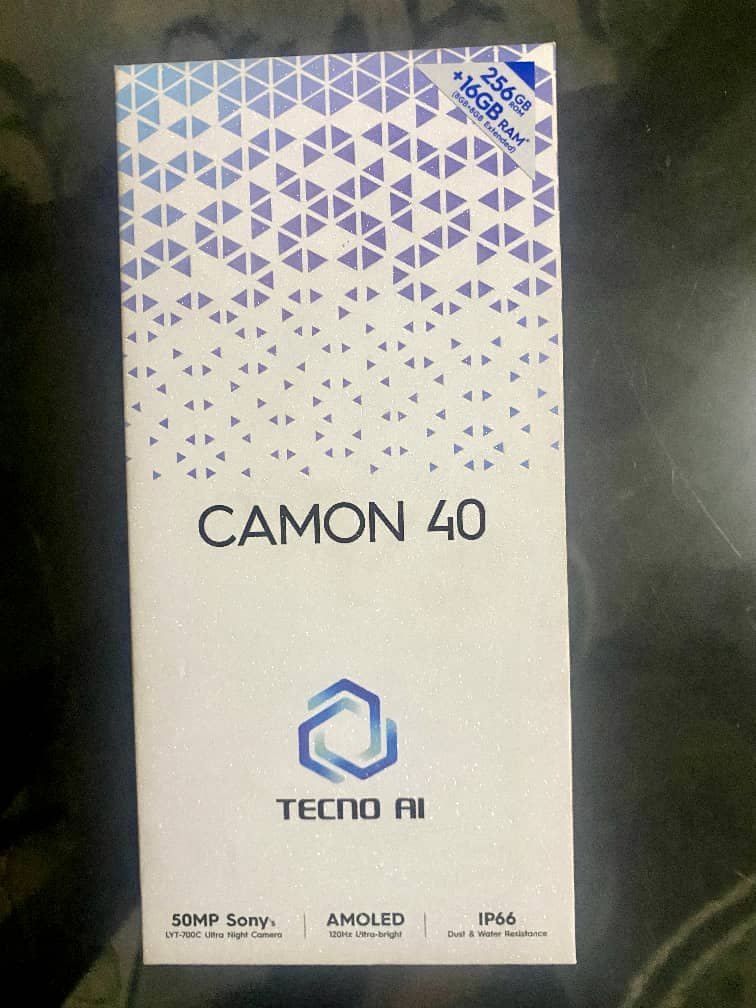 256GB
ROM
+16GB RAM*
(8GB+8GB Extended)
CAMON 40
TECNO AI
50MP Sony's
LYT-700C Ultra Night Camera
AMOLED
120Hz Ultra-bright
IP66
Dust & Water Resistance